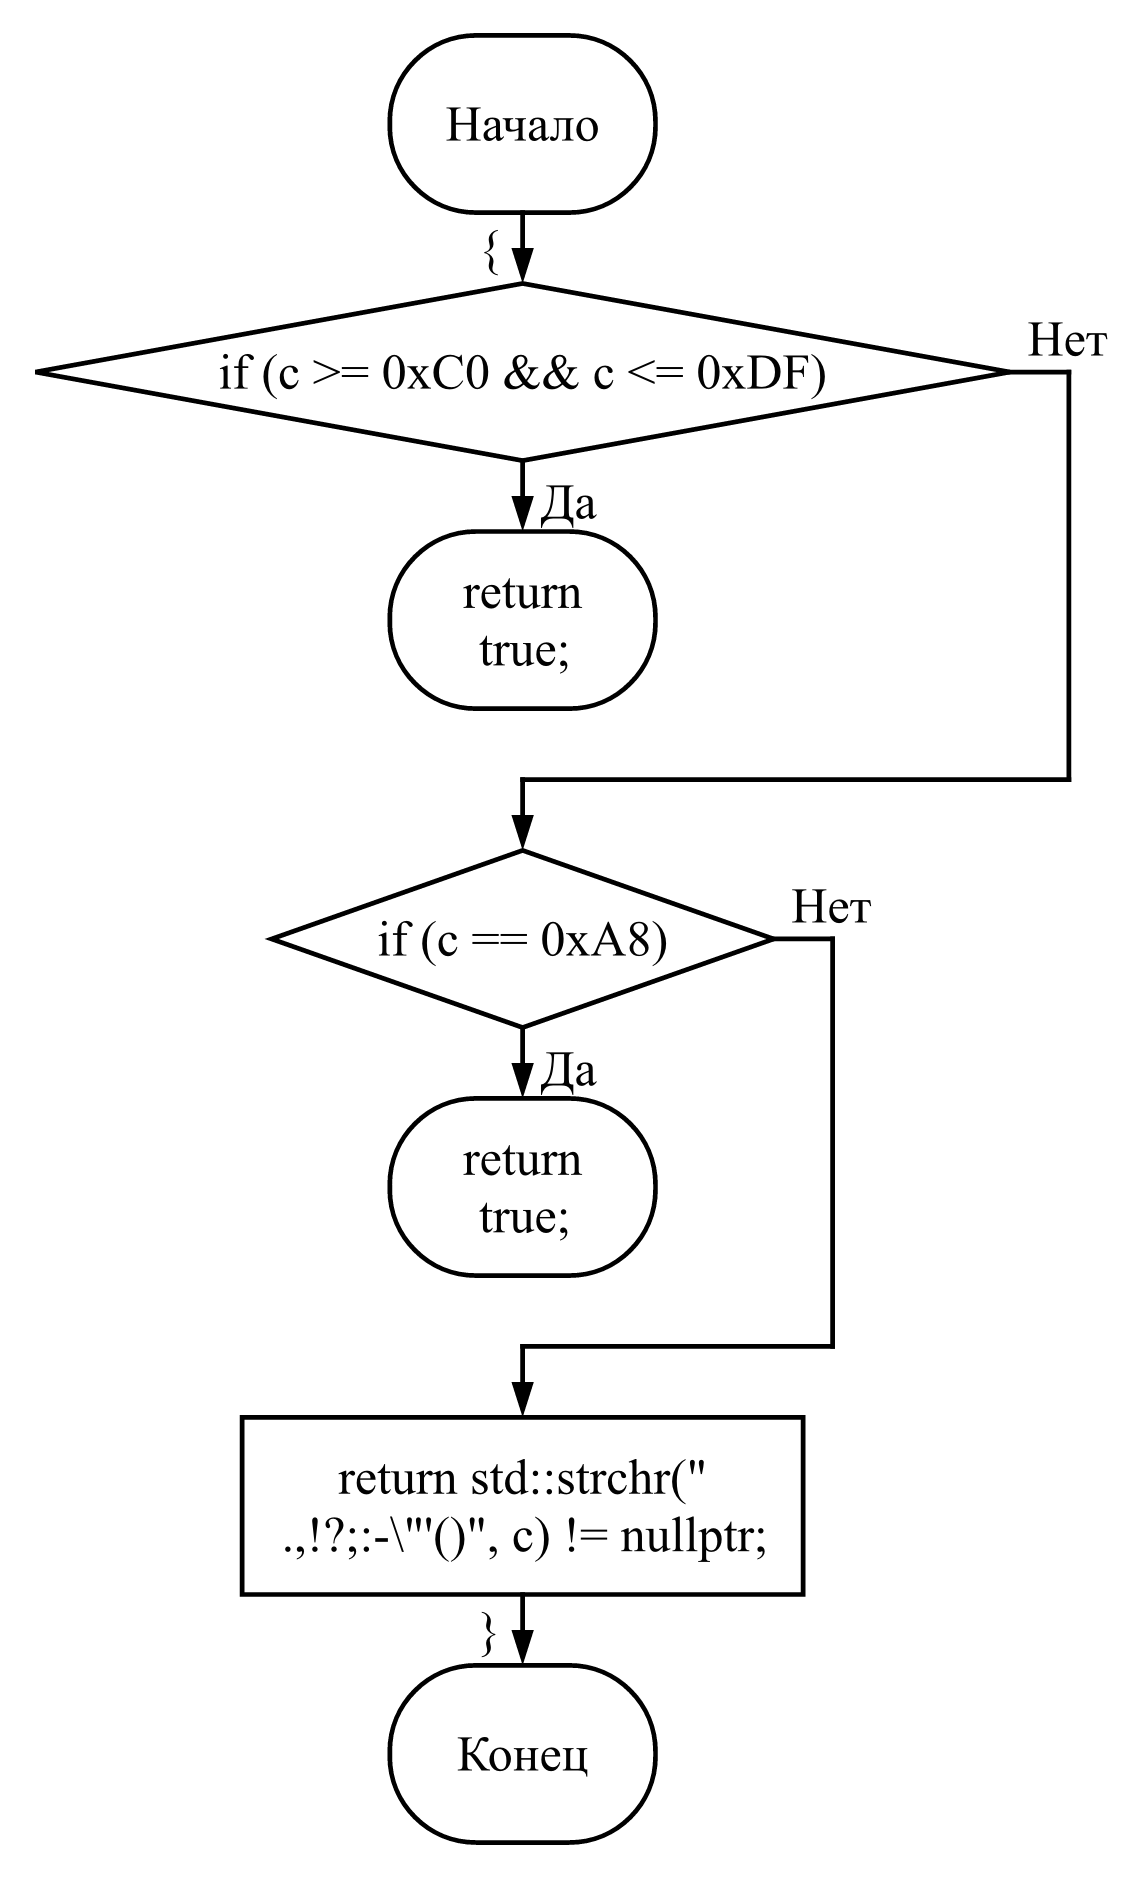 Начало
{
if (c >= 0xC0 && c <= 0xDF)
Нет
Да
return
true;
if (c == 0xA8)
Нет
Да
return
true;
return std::strchr("
.,!?;:-\"'()", c) != nullptr;
}
Конец